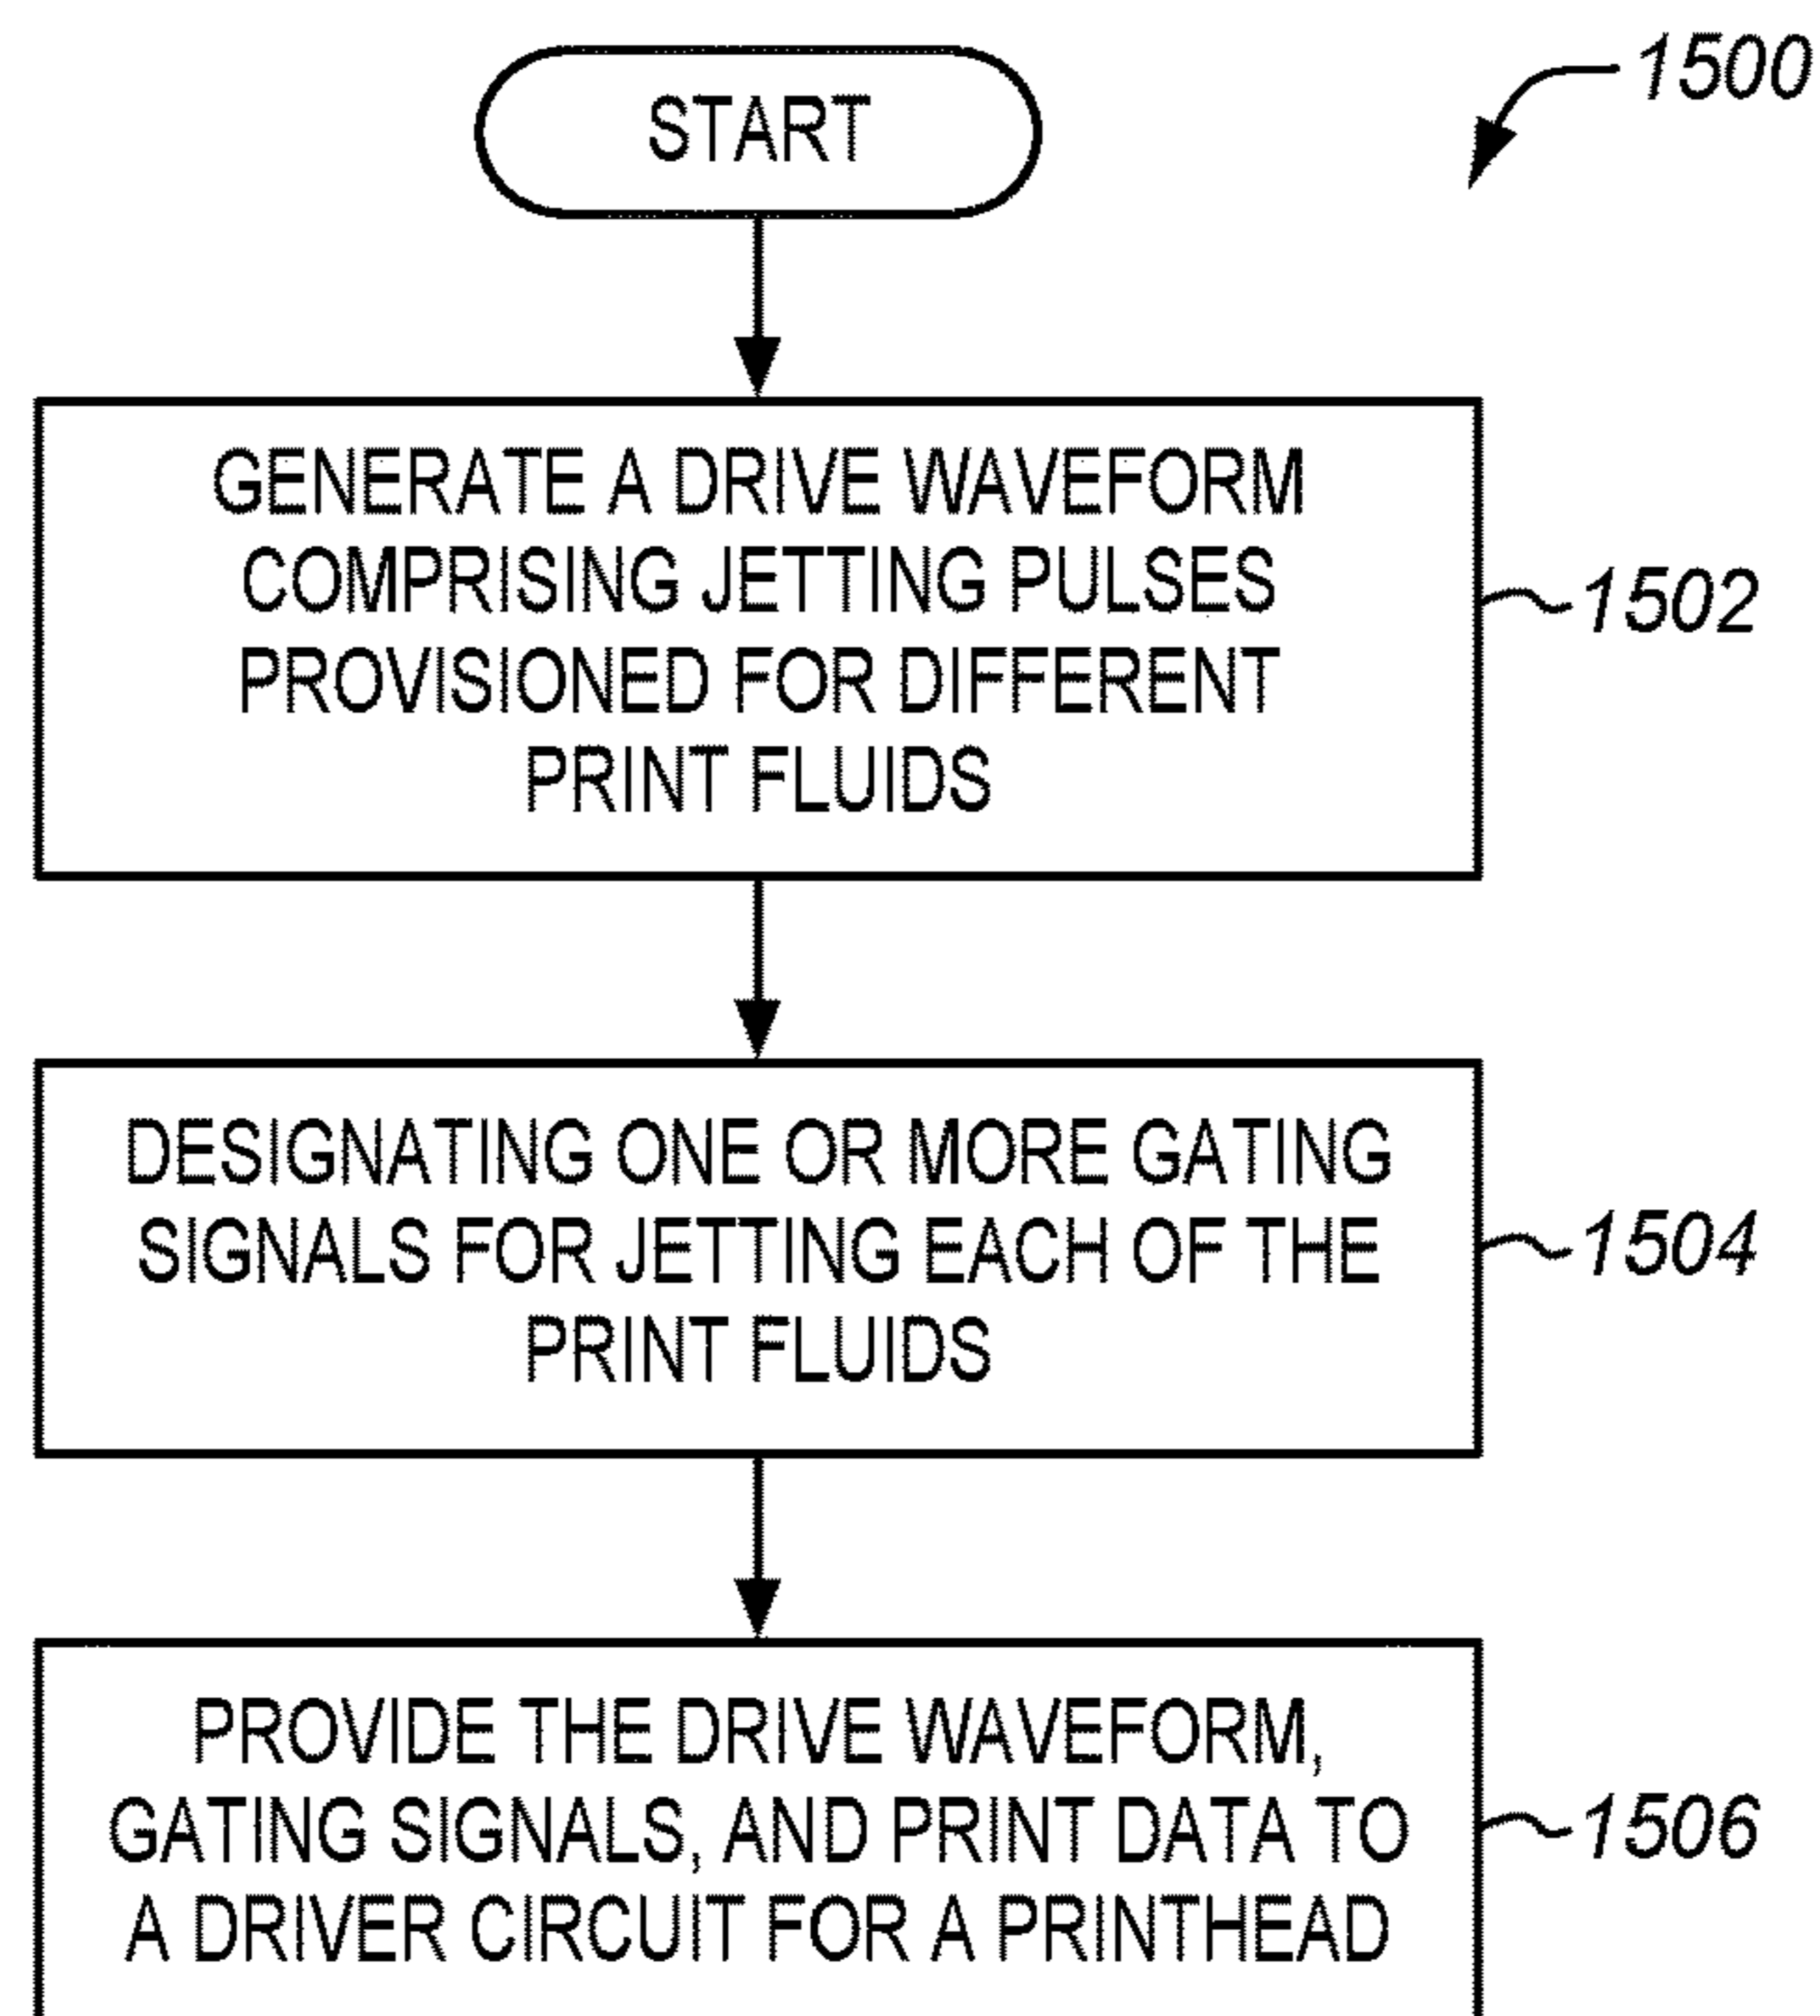 START
1500
GENERATE A DRIVE WAVEFORM
COMPRISING JETTING PULSES
PROVISIONED FOR DIFFERENT
PRINT FLUIDS
1502
DESIGNATING ONE OR MORE GATING
SIGNALS FOR JETTING EACH OF THE
PRINT FLUIDS
1504
PROVIDE THE DRIVE WAVEFORM,
GATING SIGNALS, AND PRINT DATA TO
A DRIVER CIRCUIT FOR A PRINTHEAD
1506